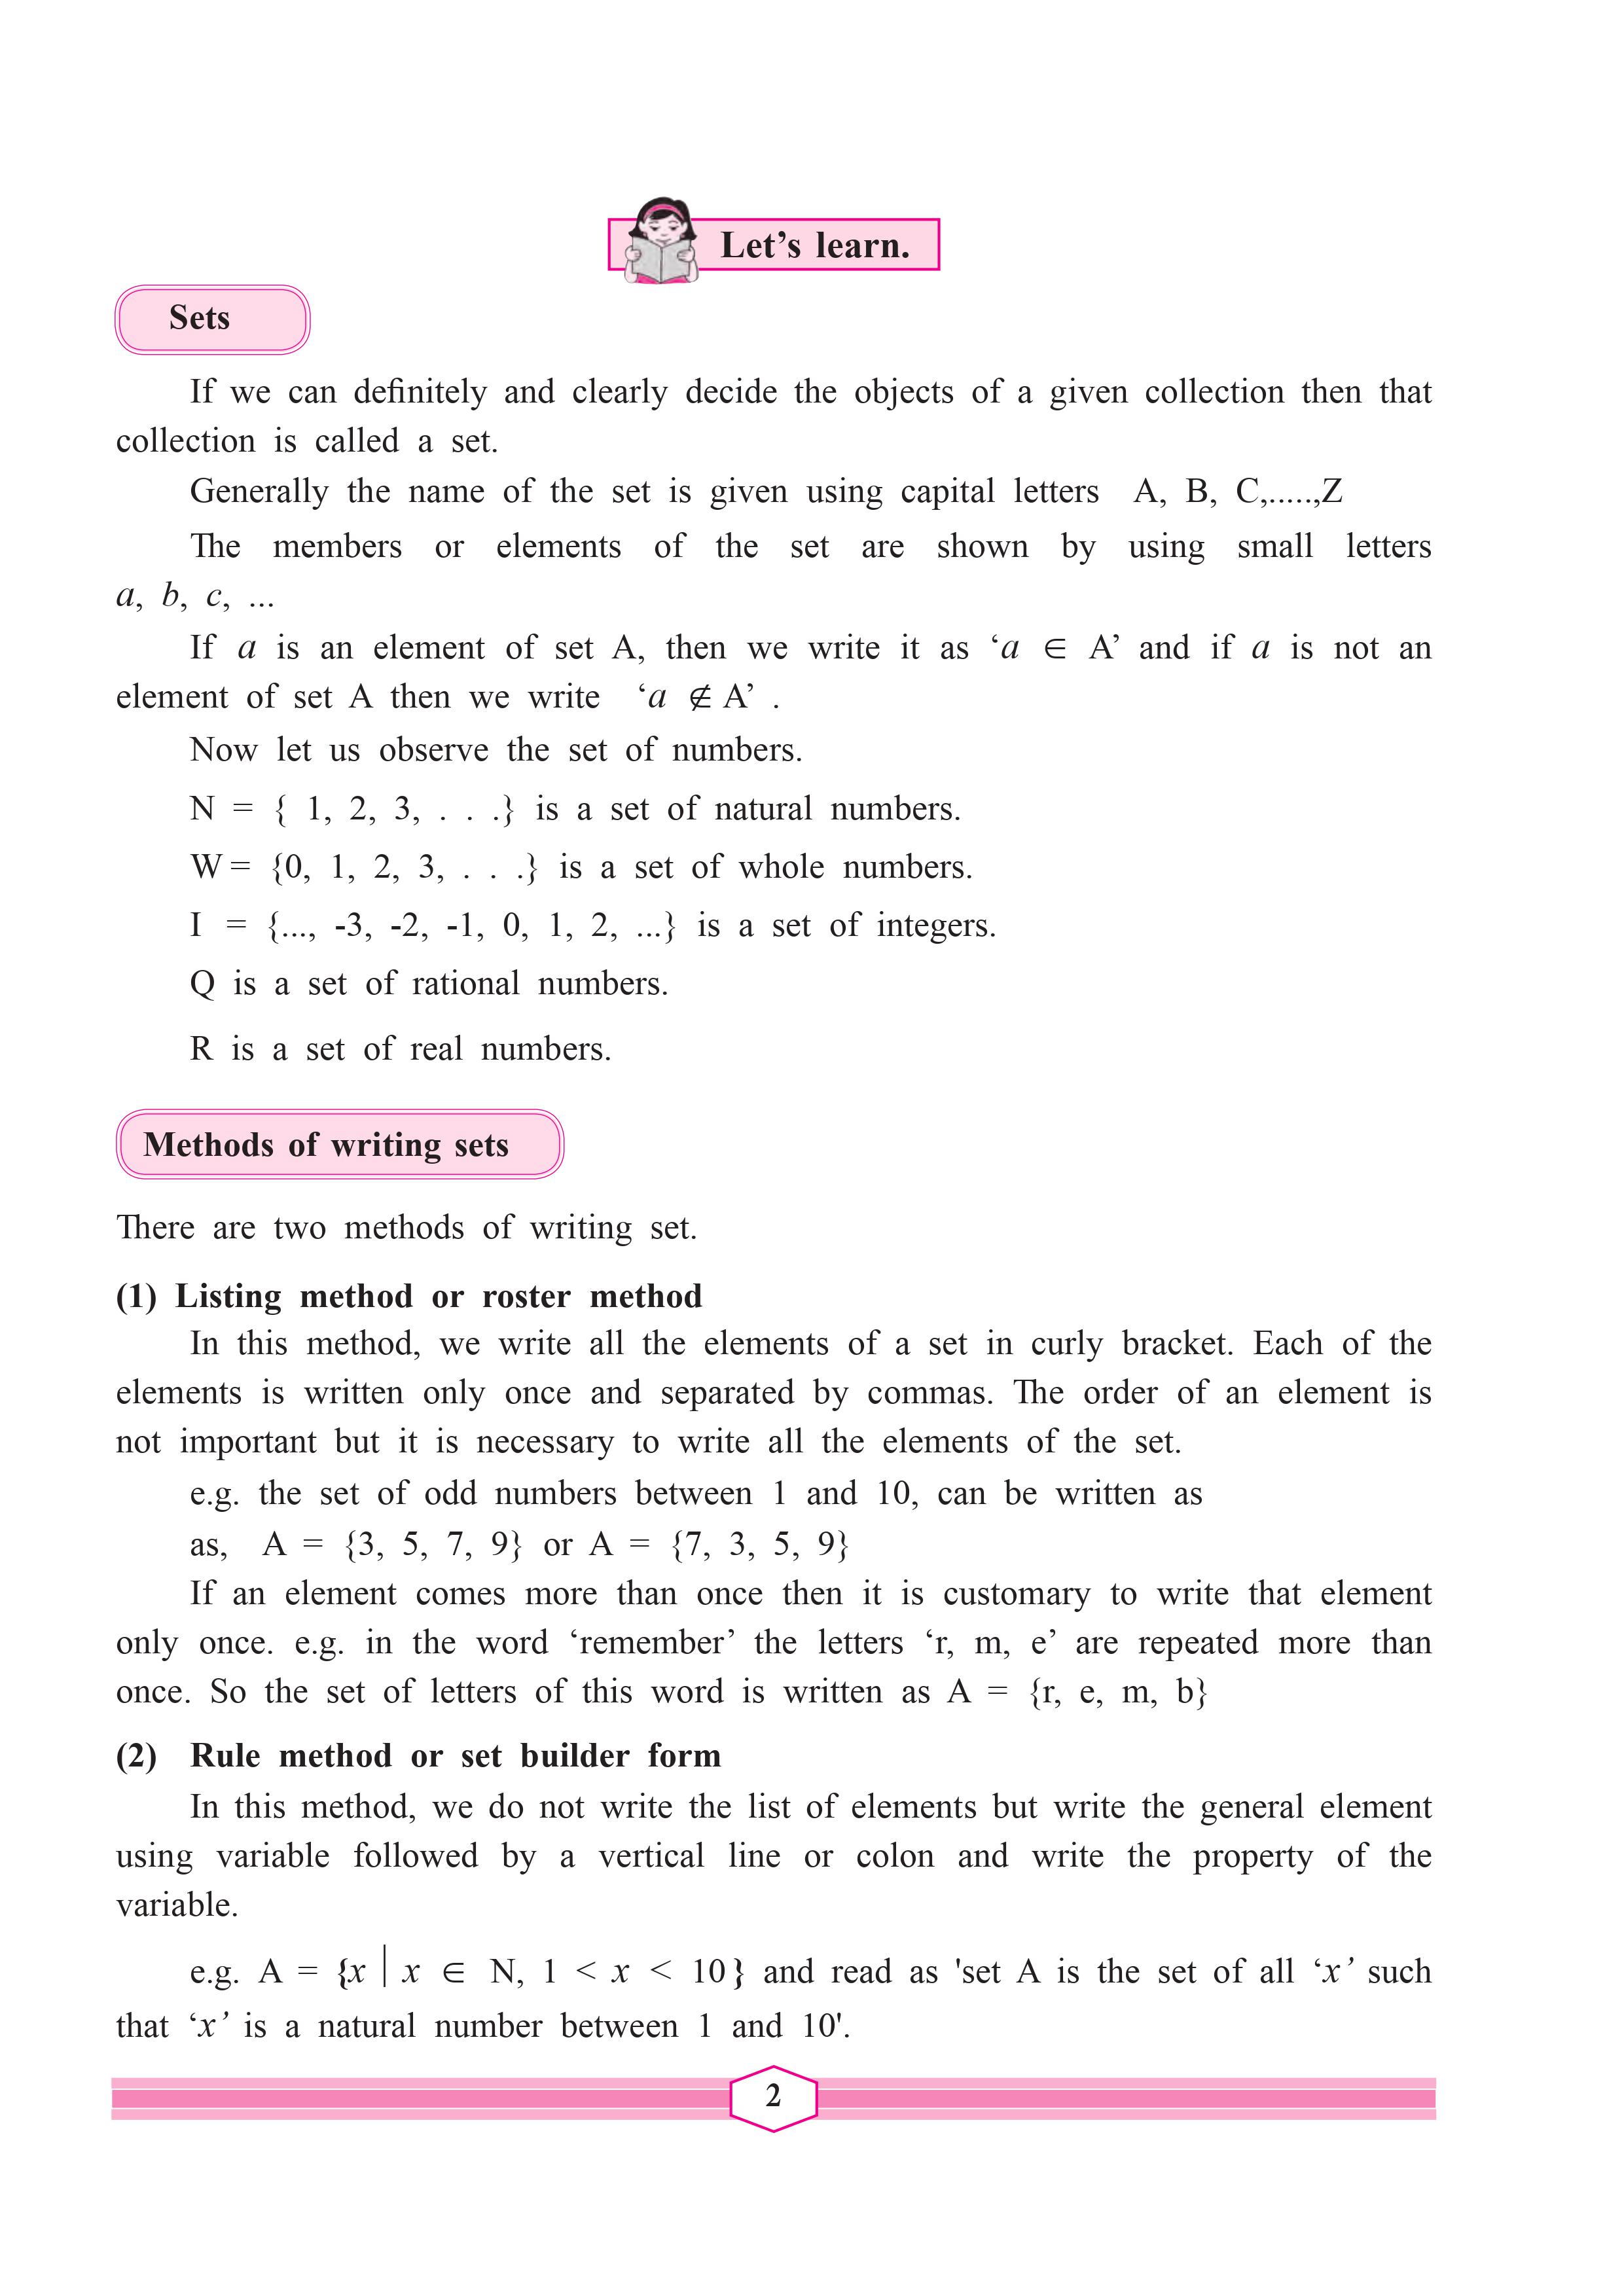 Let’s learn.
Sets
If we can definitely and clearly decide the objects of a given collection then that
collection is called a set.
Generally the name of the set is given using capital letters A, B, C,.....,Z
The members or elements of the set are shown by using small letters
a, b, c, ...
If a is an element of set A, then we write it as ‘a ∈ A’ and if a is not an
element of set A then we write ‘a ∉ A’ .
Now let us observe the set of numbers.
N = { 1, 2, 3, . . .} is a set of natural numbers.
W = {0, 1, 2, 3, . . .} is a set of whole numbers.
I = {..., -3, -2, -1, 0, 1, 2, ...} is a set of integers.
Q is a set of rational numbers.
R is a set of real numbers.
Methods of writing sets
There are two methods of writing set.
(1) Listing method or roster method
In this method, we write all the elements of a set in curly bracket. Each of the
elements is written only once and separated by commas. The order of an element is
not important but it is necessary to write all the elements of the set.
e.g. the set of odd numbers between 1 and 10, can be written as
as, A = {3, 5, 7, 9} or A = {7, 3, 5, 9}
If an element comes more than once then it is customary to write that element
only once. e.g. in the word ‘remember’ the letters ‘r, m, e’ are repeated more than
once. So the set of letters of this word is written as A = {r, e, m, b}
(2) Rule method or set builder form
In this method, we do not write the list of elements but write the general element
using variable followed by a vertical line or colon and write the property of the
variable.
e.g. A = {x | x ∈ N, 1 < x < 10} and read as 'set A is the set of all ‘x’ such
that ‘x’ is a natural number between 1 and 10'.
2